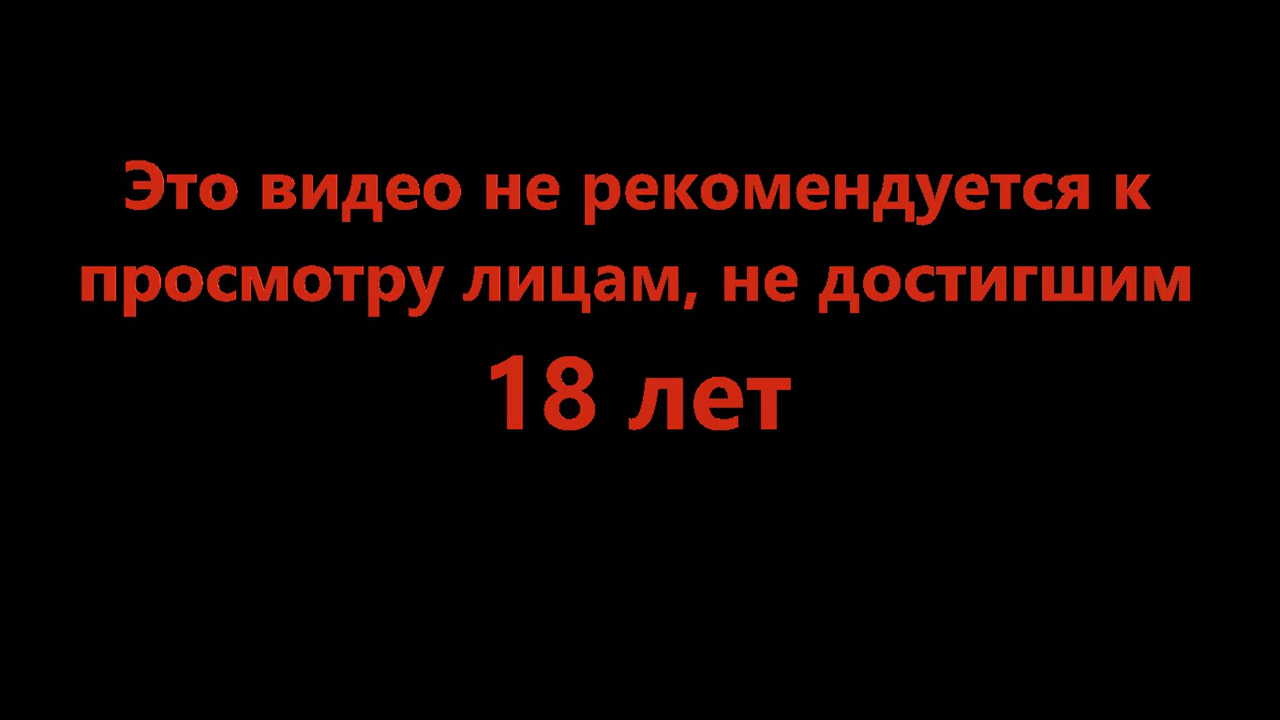 Это видео не рекомендуется к
просмотру лицам, не достигшим
18 лет